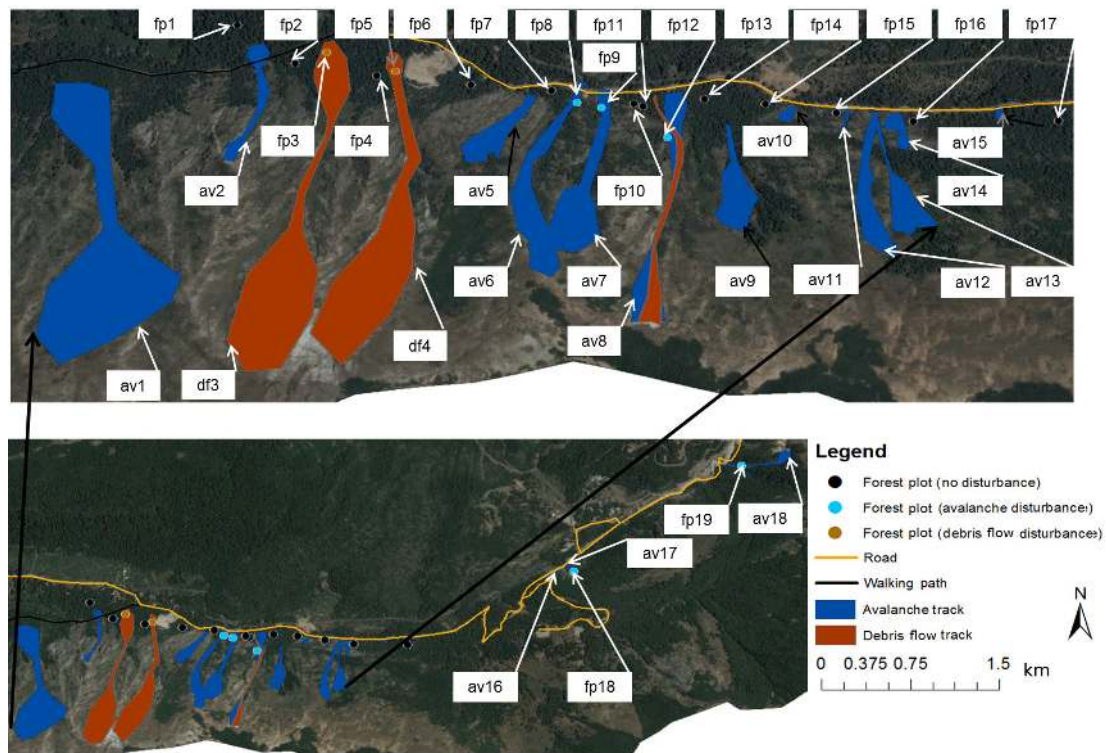 fp1
fp2
fp5
fp6
fp7
fp8
fp11
fp12
fp13
fp14
fp15
fp16
fp17
fp9
fp3
fp4
av2
av5
fp10
av10
av15
av14
av6
av7
av9
av11
av12
av13
av1
df3
df4
av8
Legend
Forest plot (no disturbance)
Forest plot (avalanche disturbance)
Forest plot (debris flow disturbance)
Road
Walking path
Avalanche track
Debris flow track
N
0 0.375 0.75 1.5
km
fp19
av18
av17
av16
fp18